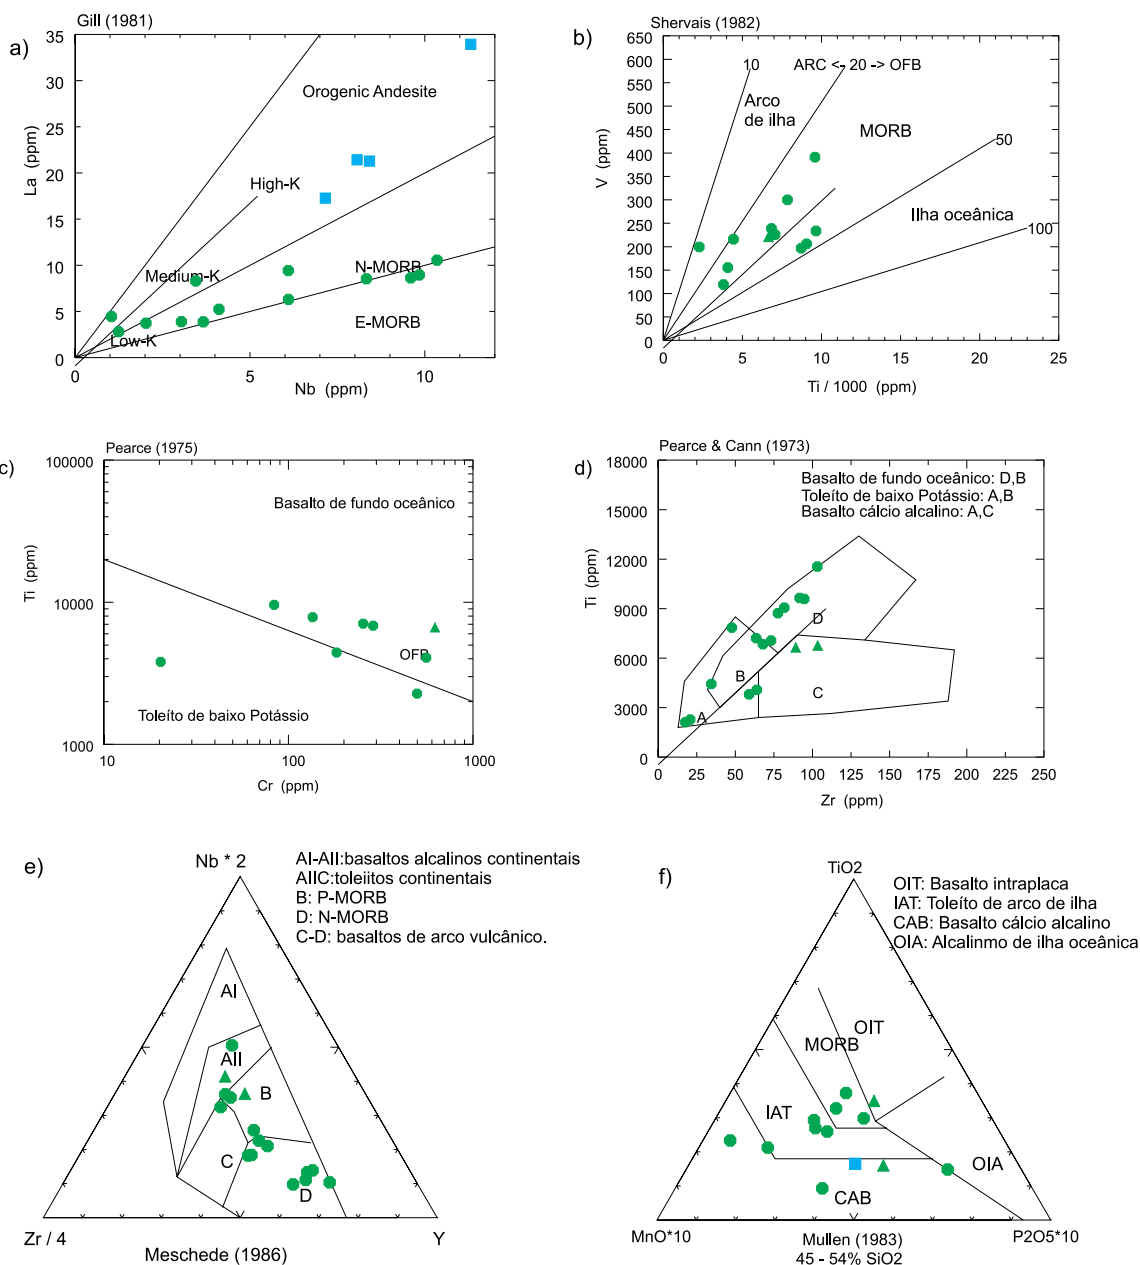 Gill (1981)
a)
35
30
25
20
15
10
5
0
La (ppm)
Orogenic Andesite
High-K
Medium-K
N-MORB
E-MORB
Low-K
0
5
10
Nb (ppm)
Shervais (1982)
b)
650
600
550
500
450
400
350
300
250
200
150
100
50
0
V (ppm)
10
ARC <- 20 -> OFB
Arco
de ilha
MORB
50
Ilha oceânica
100
0
5
10
15
20
25
Ti / 1000 (ppm)
Pearce (1975)
c)
100000
10000
1000
Ti (ppm)
Basalto de fundo oceânico
OFB
Toleíto de baixo Potássio
10
100
1000
Cr (ppm)
Pearce & Cann (1973)
d)
18000
15000
12000
9000
6000
3000
0
Ti (ppm)
Basalto de fundo oceânico: D,B
Toleíto de baixo Potássio: A,B
Basalto cálcio alcalino: A,C
D
B
C
A
0
25
50
75
100
125
150
175
200
225
250
Zr (ppm)
e)
Nb * 2
AI-AII:basaltos alcalinos continentais
AIIC:toleiitos continentais
B: P-MORB
D: N-MORB
C-D: basaltos de arco vulcânico.
AI
AII
B
C
D
Zr / 4
Y
Meschede (1986)
f)
TiO2
OIT: Basalto intraplaca
IAT: Toleíto de arco de ilha
CAB: Basalto cálcio alcalino
OIA: Alcalinmo de ilha oceânica
OIT
MORB
IAT
OIA
CAB
MnO*10
P2O5*10
Mullen (1983)
45 - 54% SiO2